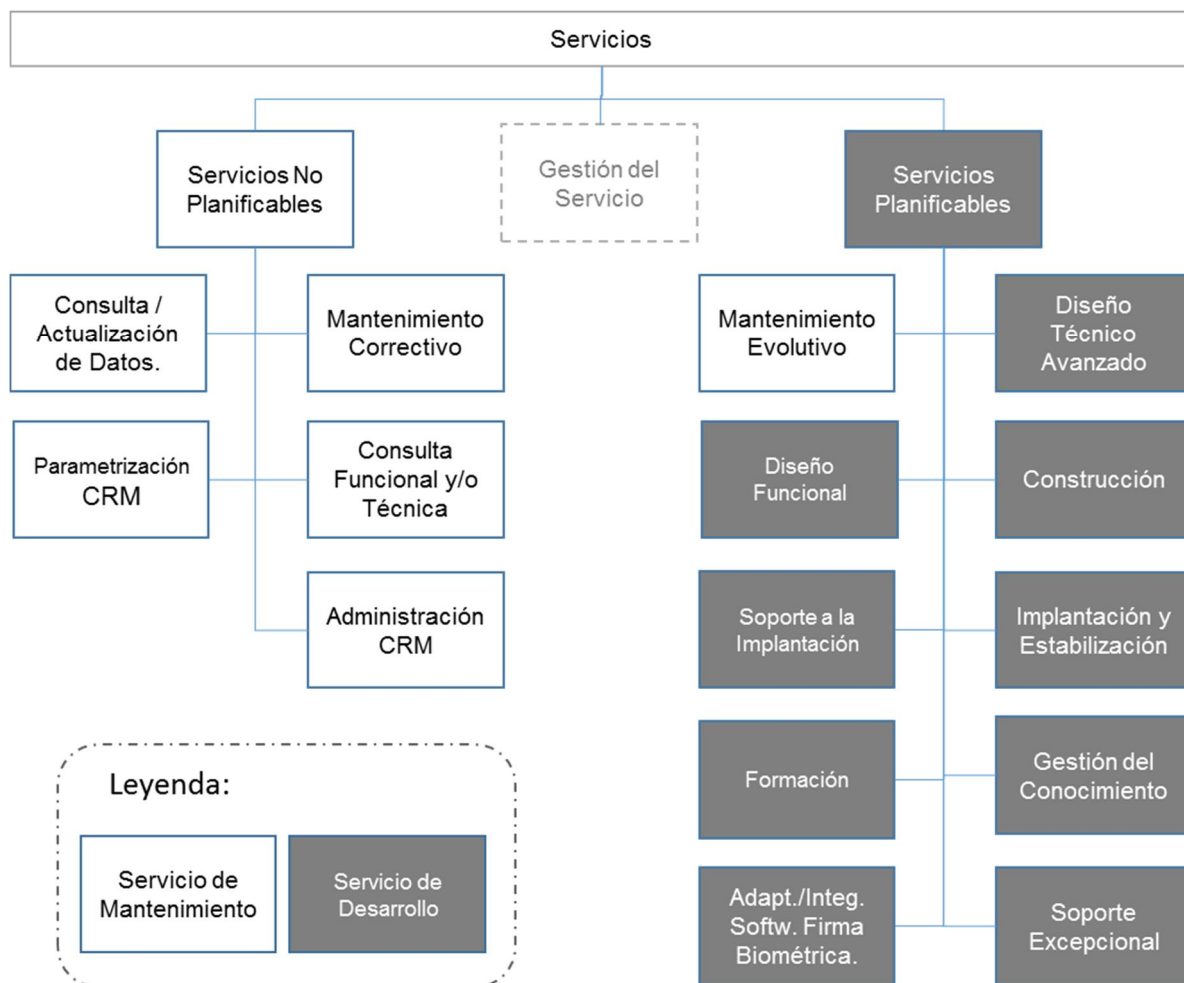 Servicios
Servicios No
Planificables
Gestión del
Servicio
Servicios
Planificables
Consulta /
Actualización
de Datos.
Mantenimiento
Correctivo
Mantenimiento
Evolutivo
Diseño
Técnico
Avanzado
Parametrización
CRM
Consulta
Funcional y/o
Técnica
Diseño
Funcional
Construcción
Administración
CRM
Soporte a la
Implantación
Implantación y
Estabilización
Formación
Gestión del
Conocimiento
Adapt./Integ.
Softw. Firma
Biométrica.
Soporte
Excepcional
Leyenda:
Servicio de
Mantenimiento
Servicio de
Desarrollo